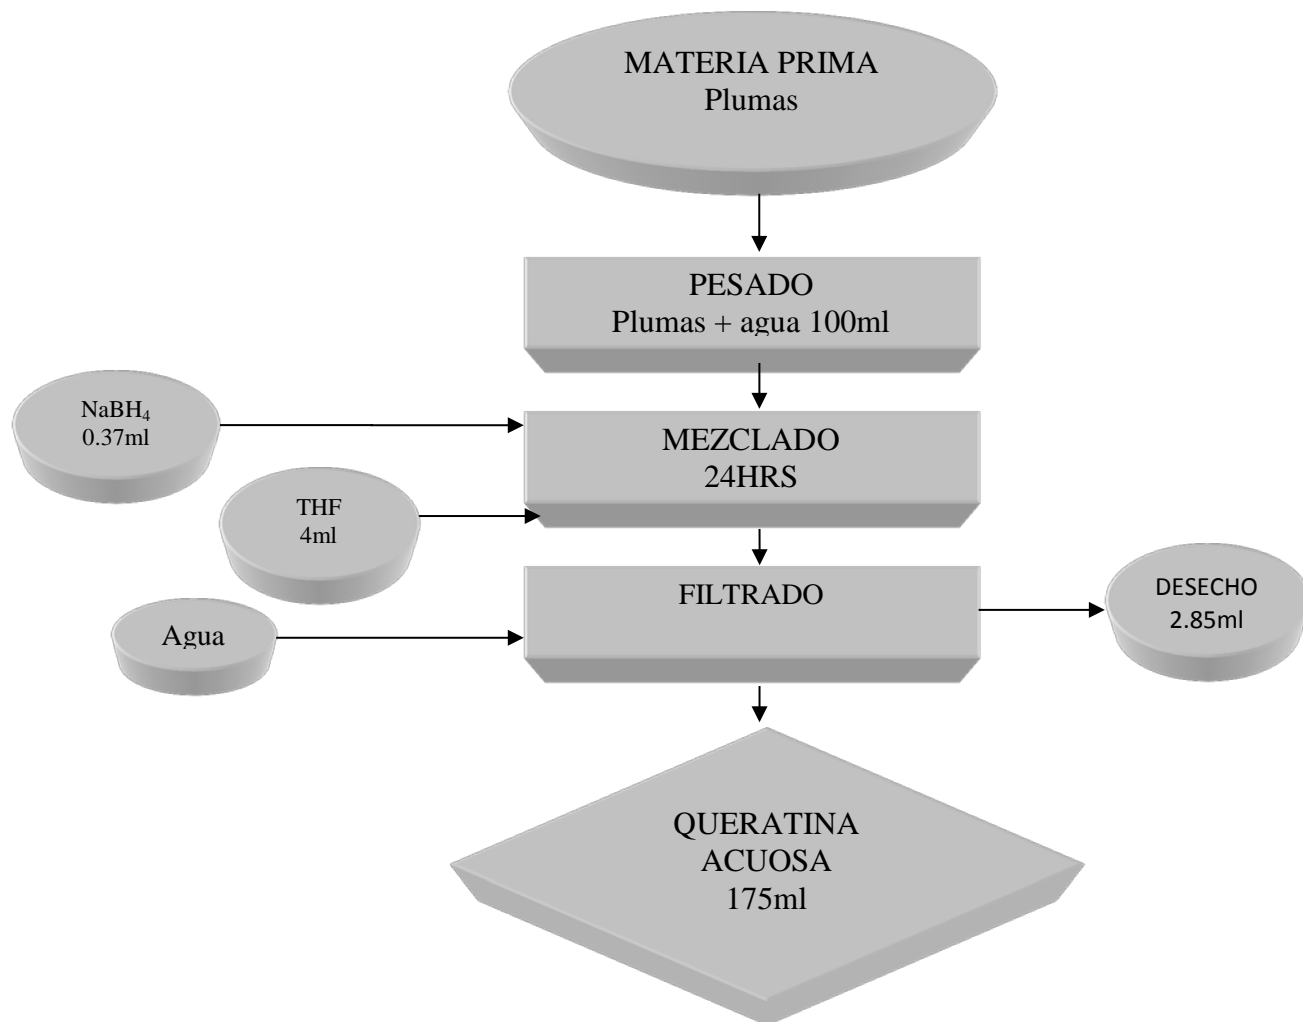 MATERIA PRIMA
Plumas
PESADO
Plumas + agua 100ml
NaBH₄
0.37ml
MEZCLADO
24HRS
THF
4ml
FILTRADO
Agua
DESECHO
2.85ml
QUERATINA
ACUOSA
175ml